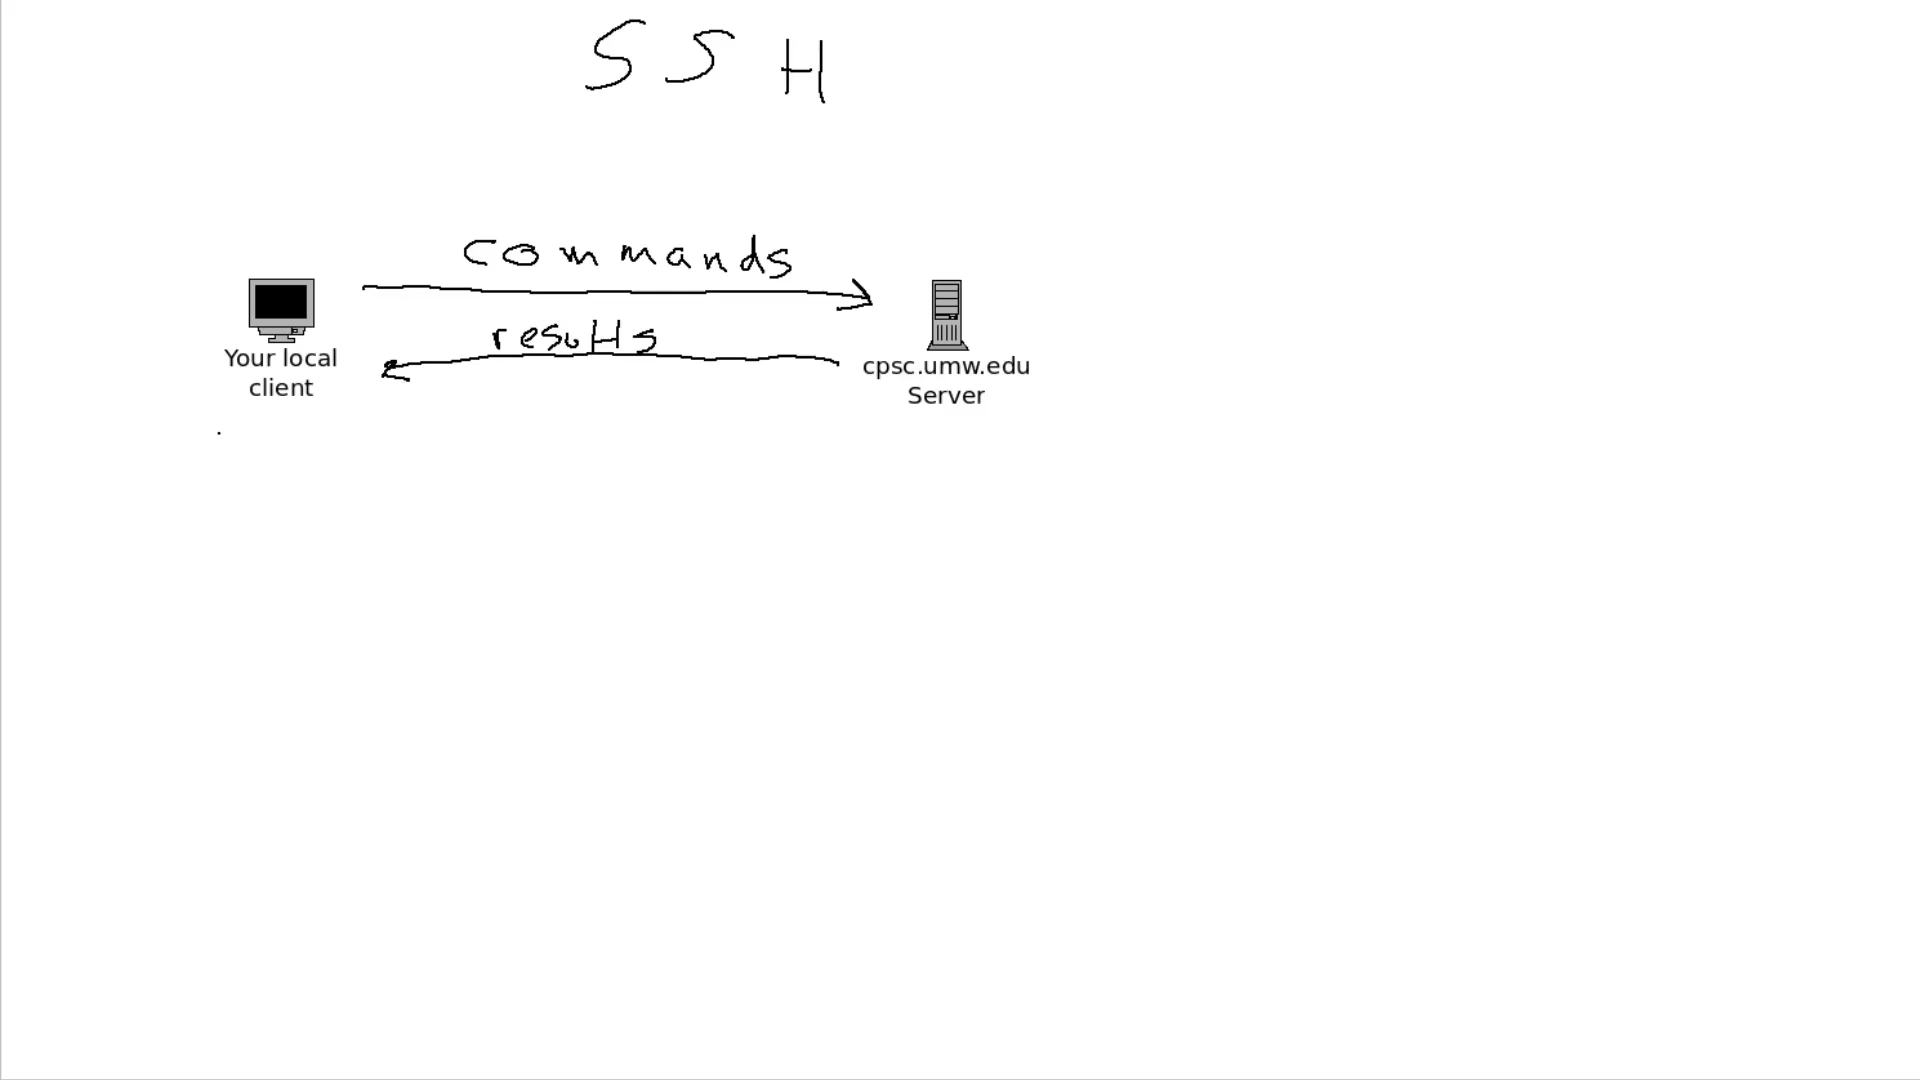 SSH
commands
results
Your local
client
cpsc.umw.edu
Server